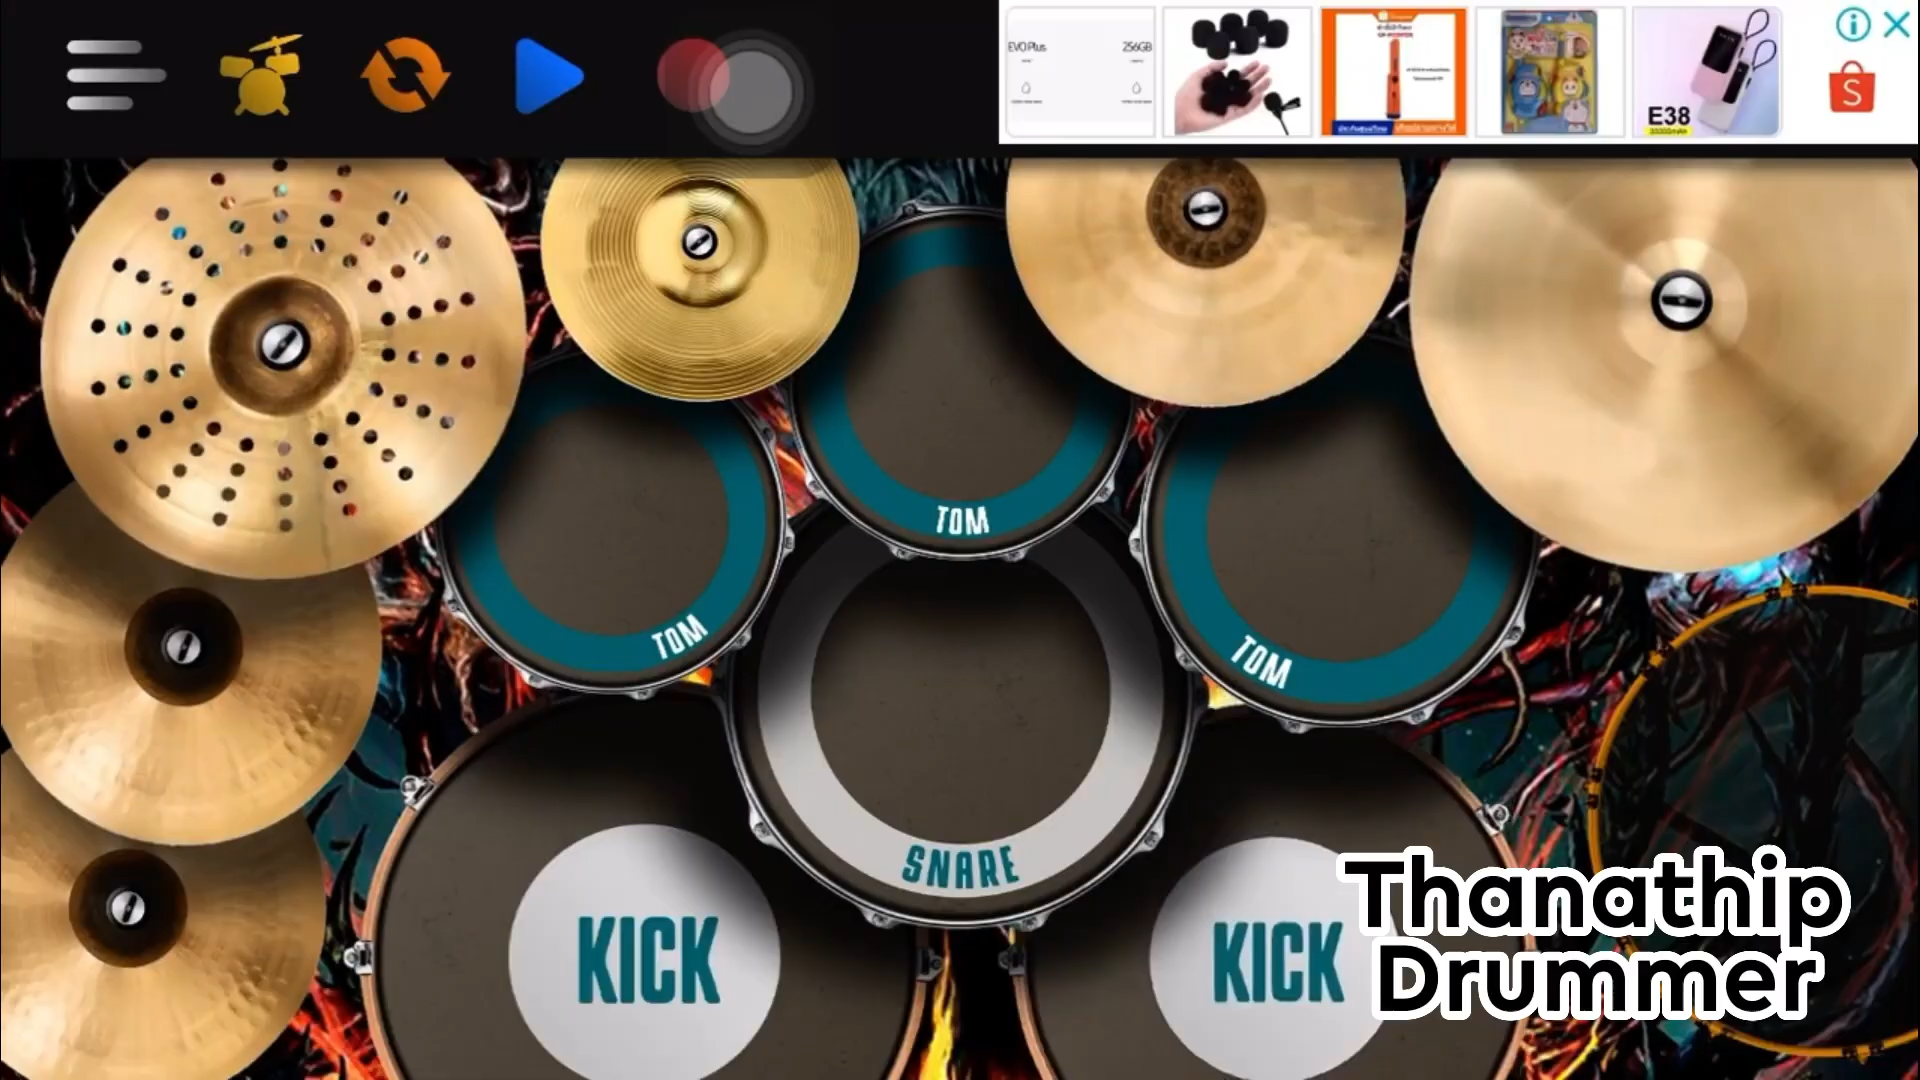 EVO Plus
256GB
E38
TOM
TOM
TOM
SNARE
KICK
KICK
Thanathip
Drummer